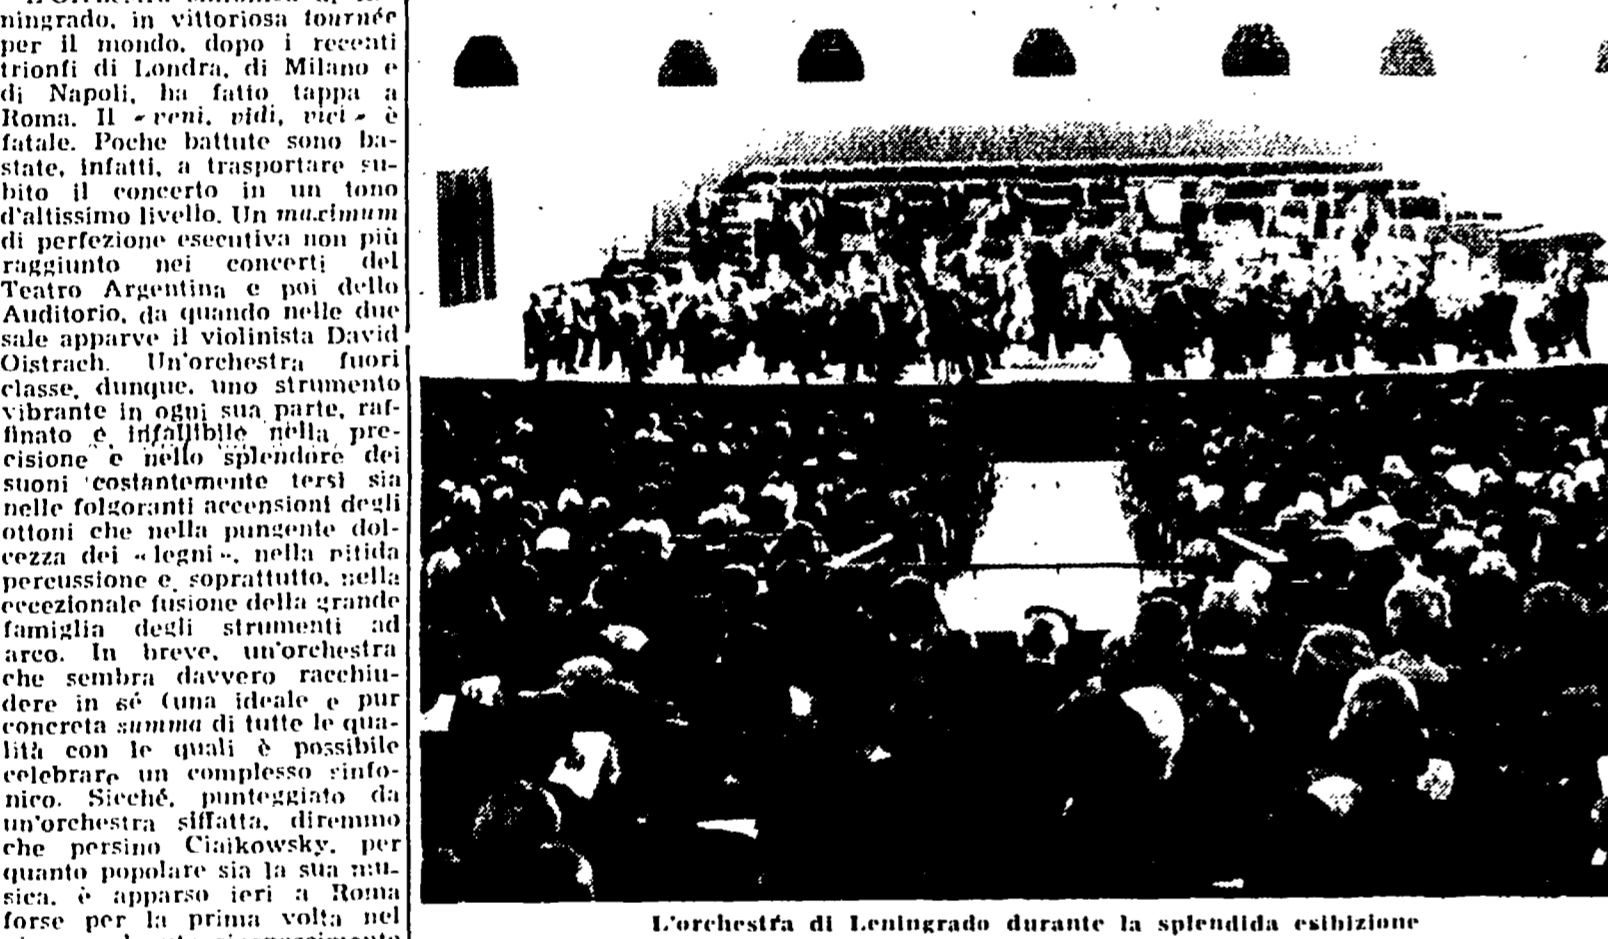 ningrado, in vittoriosa tournée
per il mondo, dopo i recenti
trionfi di Londra, di Milano e
di Napoli, ha fatto tappa a
Roma. Il « veni, vidi, vici » è
fatale. Poche battute sono ba-
state, infatti, a trasportare su-
bito il concerto in un tono
d'altissimo livello. Un maximum
di perfezione esecutiva non più
raggiunto nei concerti del
Teatro Argentina e poi dello
Auditorio, da quando nelle due
sale apparve il violinista David
Oistrach. Un'orchestra fuori
classe, dunque, uno strumento
vibrante in ogni sua parte, raf-
finato e infallibile nella pre-
cisione e nello splendore dei
suoni costantemente tersi sia
nelle folgoranti accensioni degli
ottoni che nella pungente dol-
cezza dei « legni », nella nitida
percussione e, soprattutto, nella
eccezionale fusione della grande
famiglia degli strumenti ad
arco. In breve, un'orchestra
che sembra davvero racchiu-
dere in sé (una ideale e pur
concreta summa di tutte le qua-
lità con le quali è possibile
celebrare un complesso sinfo-
nico. Sicché, punteggiato da
un'orchestra siffatta, diremmo
che persino Ciaikowsky, per
quanto popolare sia la sua mu-
sica, è apparso ieri a Roma
forse per la prima volta nel
L'orchestra di Leningrado durante la splendida esibizione